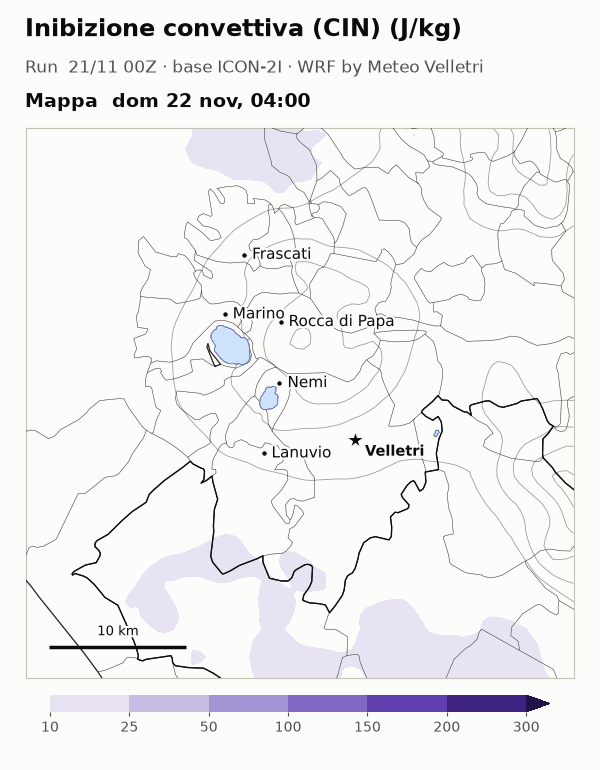 Inibizione convettiva (CIN) (J/kg)
Run  21/11 00Z · base ICON-2I · WRF by Meteo Velletri
Mappa  dom 22 nov, 04:00
Frascati
Marino
Rocca di Papa
Nemi
Velletri
Lanuvio
10 km
10 25 50 100 150 200 300